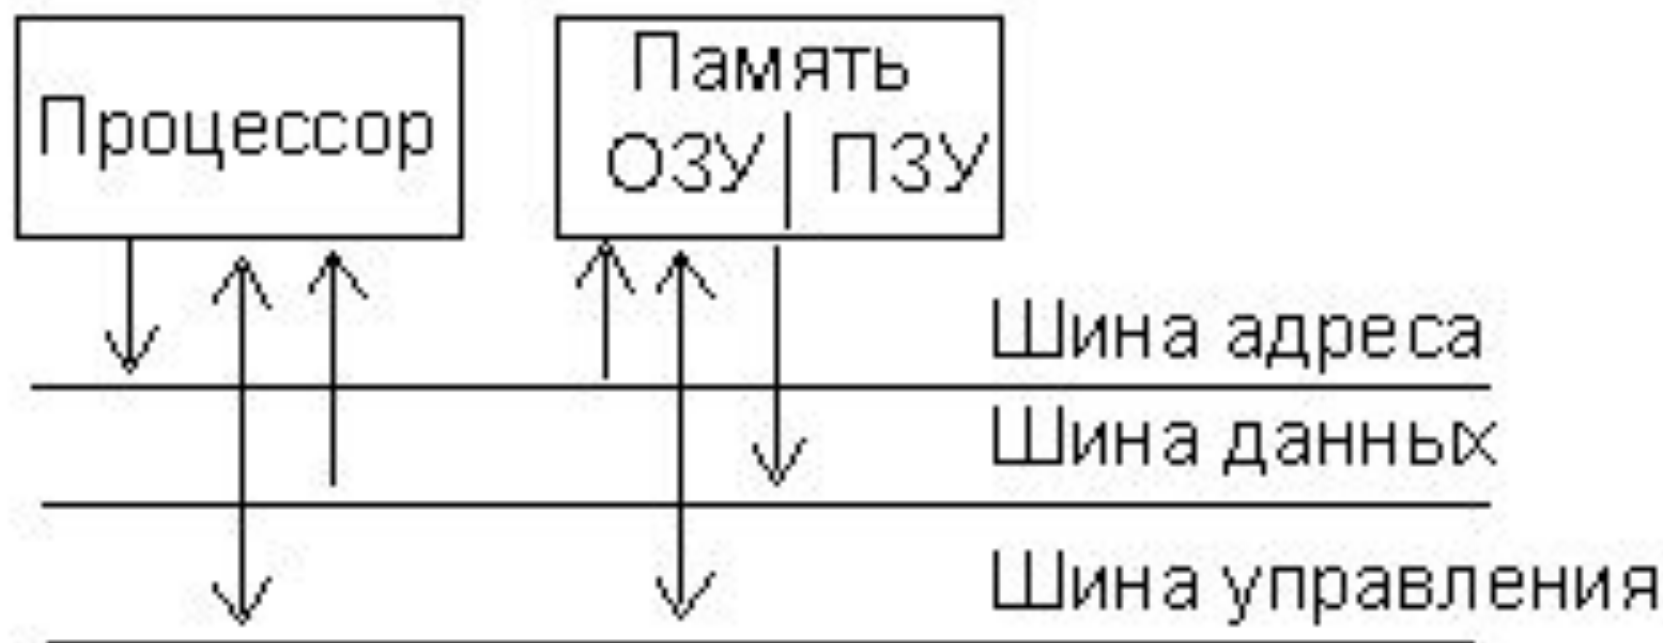 Процессор
Память
ОЗУ | ПЗУ
Шина адреса
Шина данных
Шина управления